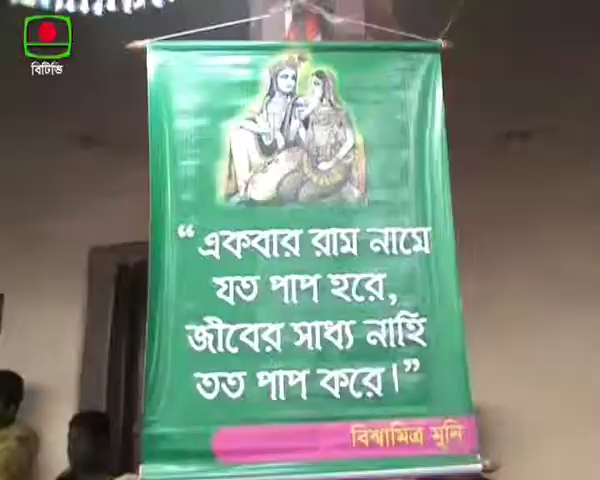 বিটিভি
“একবার রাম নামে
যত পাপ হরে,
জীবের সাধ্য নাহি
তত পাপ করে।”
বিশ্বামিত্র মুনি